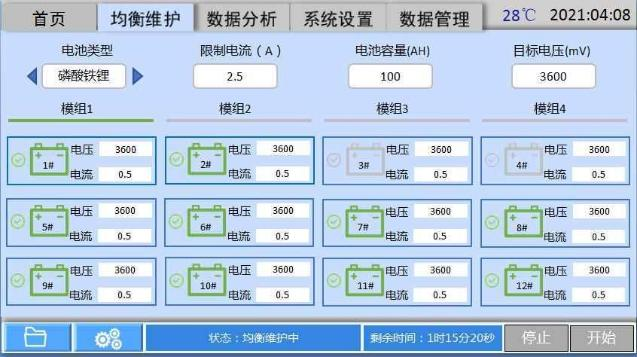 首页 均衡维护 数据分析 系统设置 数据管理 28℃ 2021:04:08
电池类型 限制电流（A） 电池容量(AH) 目标电压(mV)
磷酸铁锂 2.5 100 3600
模组1 模组2 模组3 模组4
1# 电压 3600 2# 电压 3600 3# 电压 3600 4# 电压 3600
电流 0.5 电流 0.5 电流 0.5 电流 0.5
5# 电压 3600 6# 电压 3600 7# 电压 3600 8# 电压 3600
电流 0.5 电流 0.5 电流 0.5 电流 0.5
9# 电压 3600 10# 电压 3600 11# 电压 3600 12# 电压 3600
电流 0.5 电流 0.5 电流 0.5 电流 0.5
状态：均衡维护中 剩余时间：1时15分20秒 停止 开始